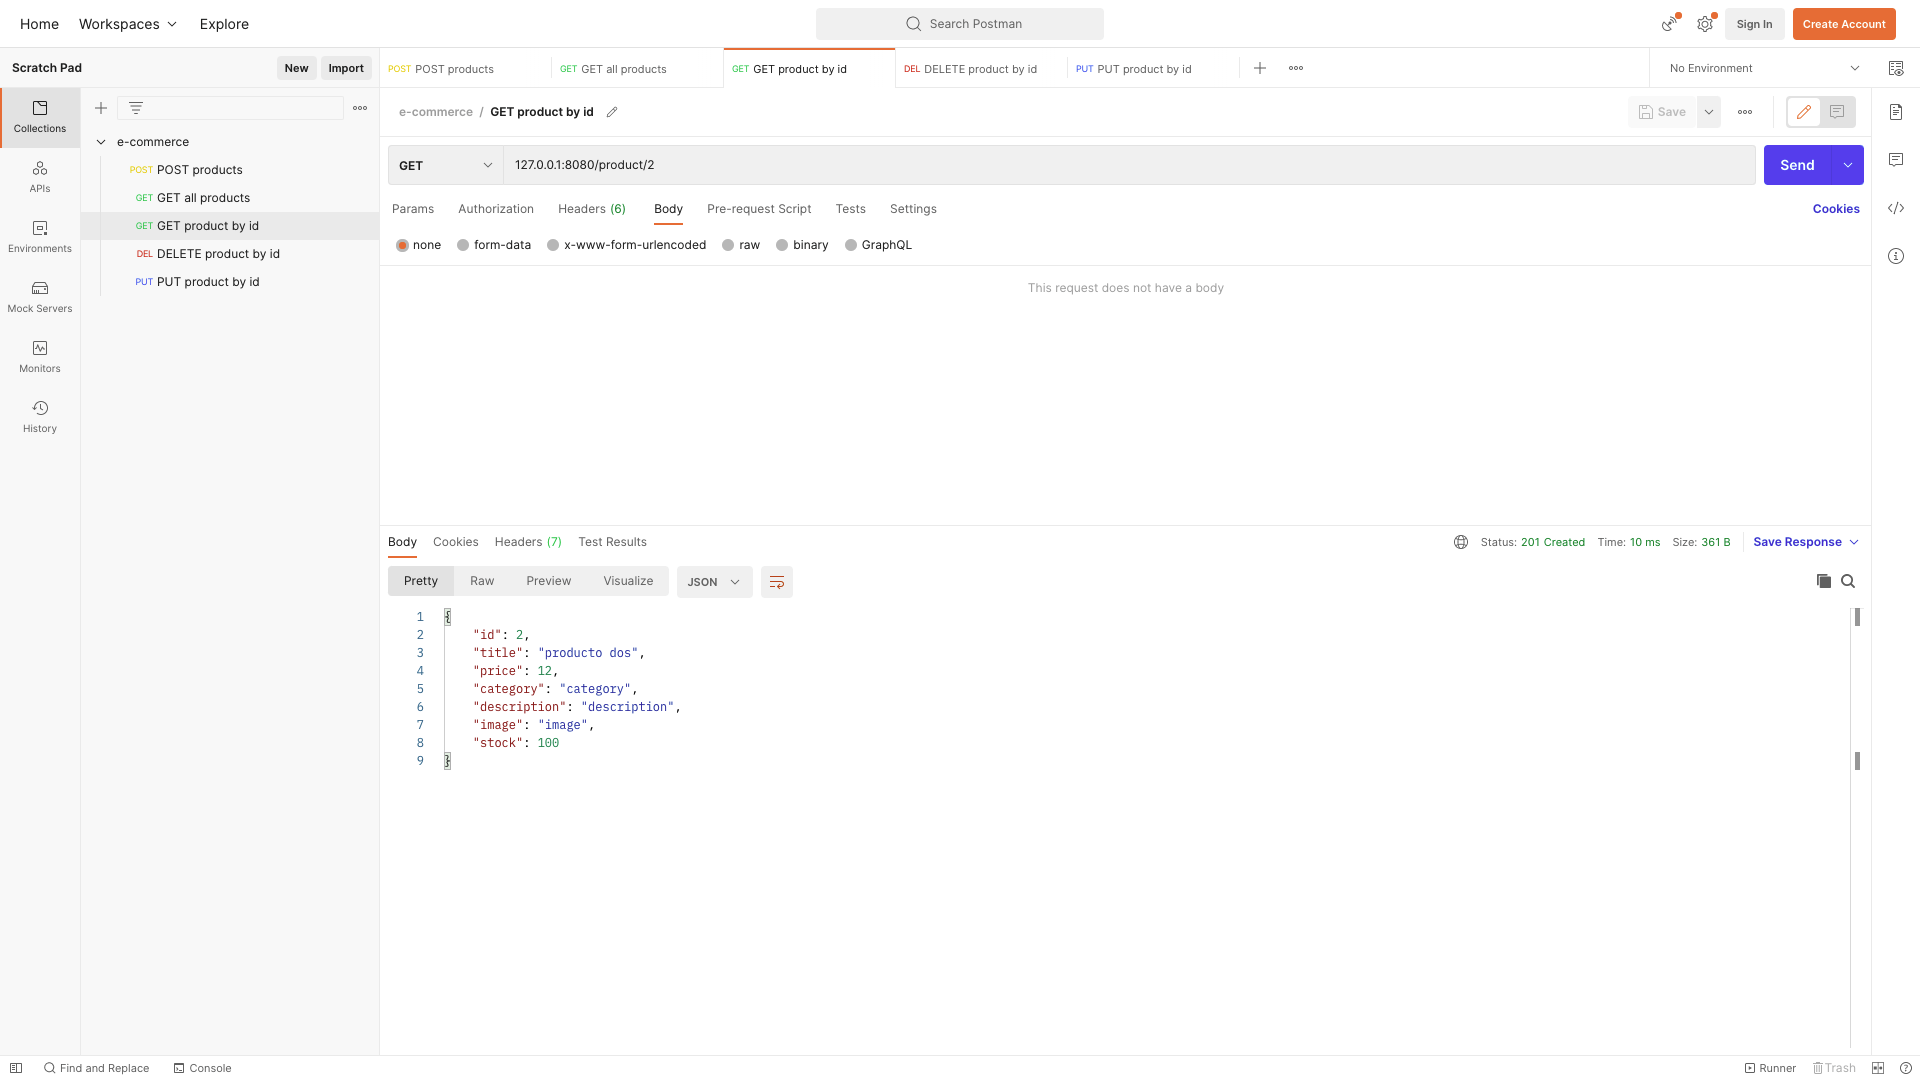 Home Workspaces Explore Search Postman Sign In Create Account
Scratch Pad New Import POST POST products GET GET all products GET GET product by id DEL DELETE product by id PUT PUT product by id No Environment
Collections
APIs
Environments
Mock Servers
Monitors
History
e-commerce
POST POST products
GET GET all products
GET GET product by id
DEL DELETE product by id
PUT PUT product by id
e-commerce / GET product by id Save
GET 127.0.0.1:8080/product/2 Send
Params Authorization Headers (6) Body Pre-request Script Tests Settings Cookies
none form-data x-www-form-urlencoded raw binary GraphQL
This request does not have a body
Body Cookies Headers (7) Test Results Status: 201 Created Time: 10 ms Size: 361 B Save Response
Pretty Raw Preview Visualize JSON
1 {
2 "id": 2,
3 "title": "producto dos",
4 "price": 12,
5 "category": "category",
6 "description": "description",
7 "image": "image",
8 "stock": 100
9 }
Find and Replace Console Runner Trash